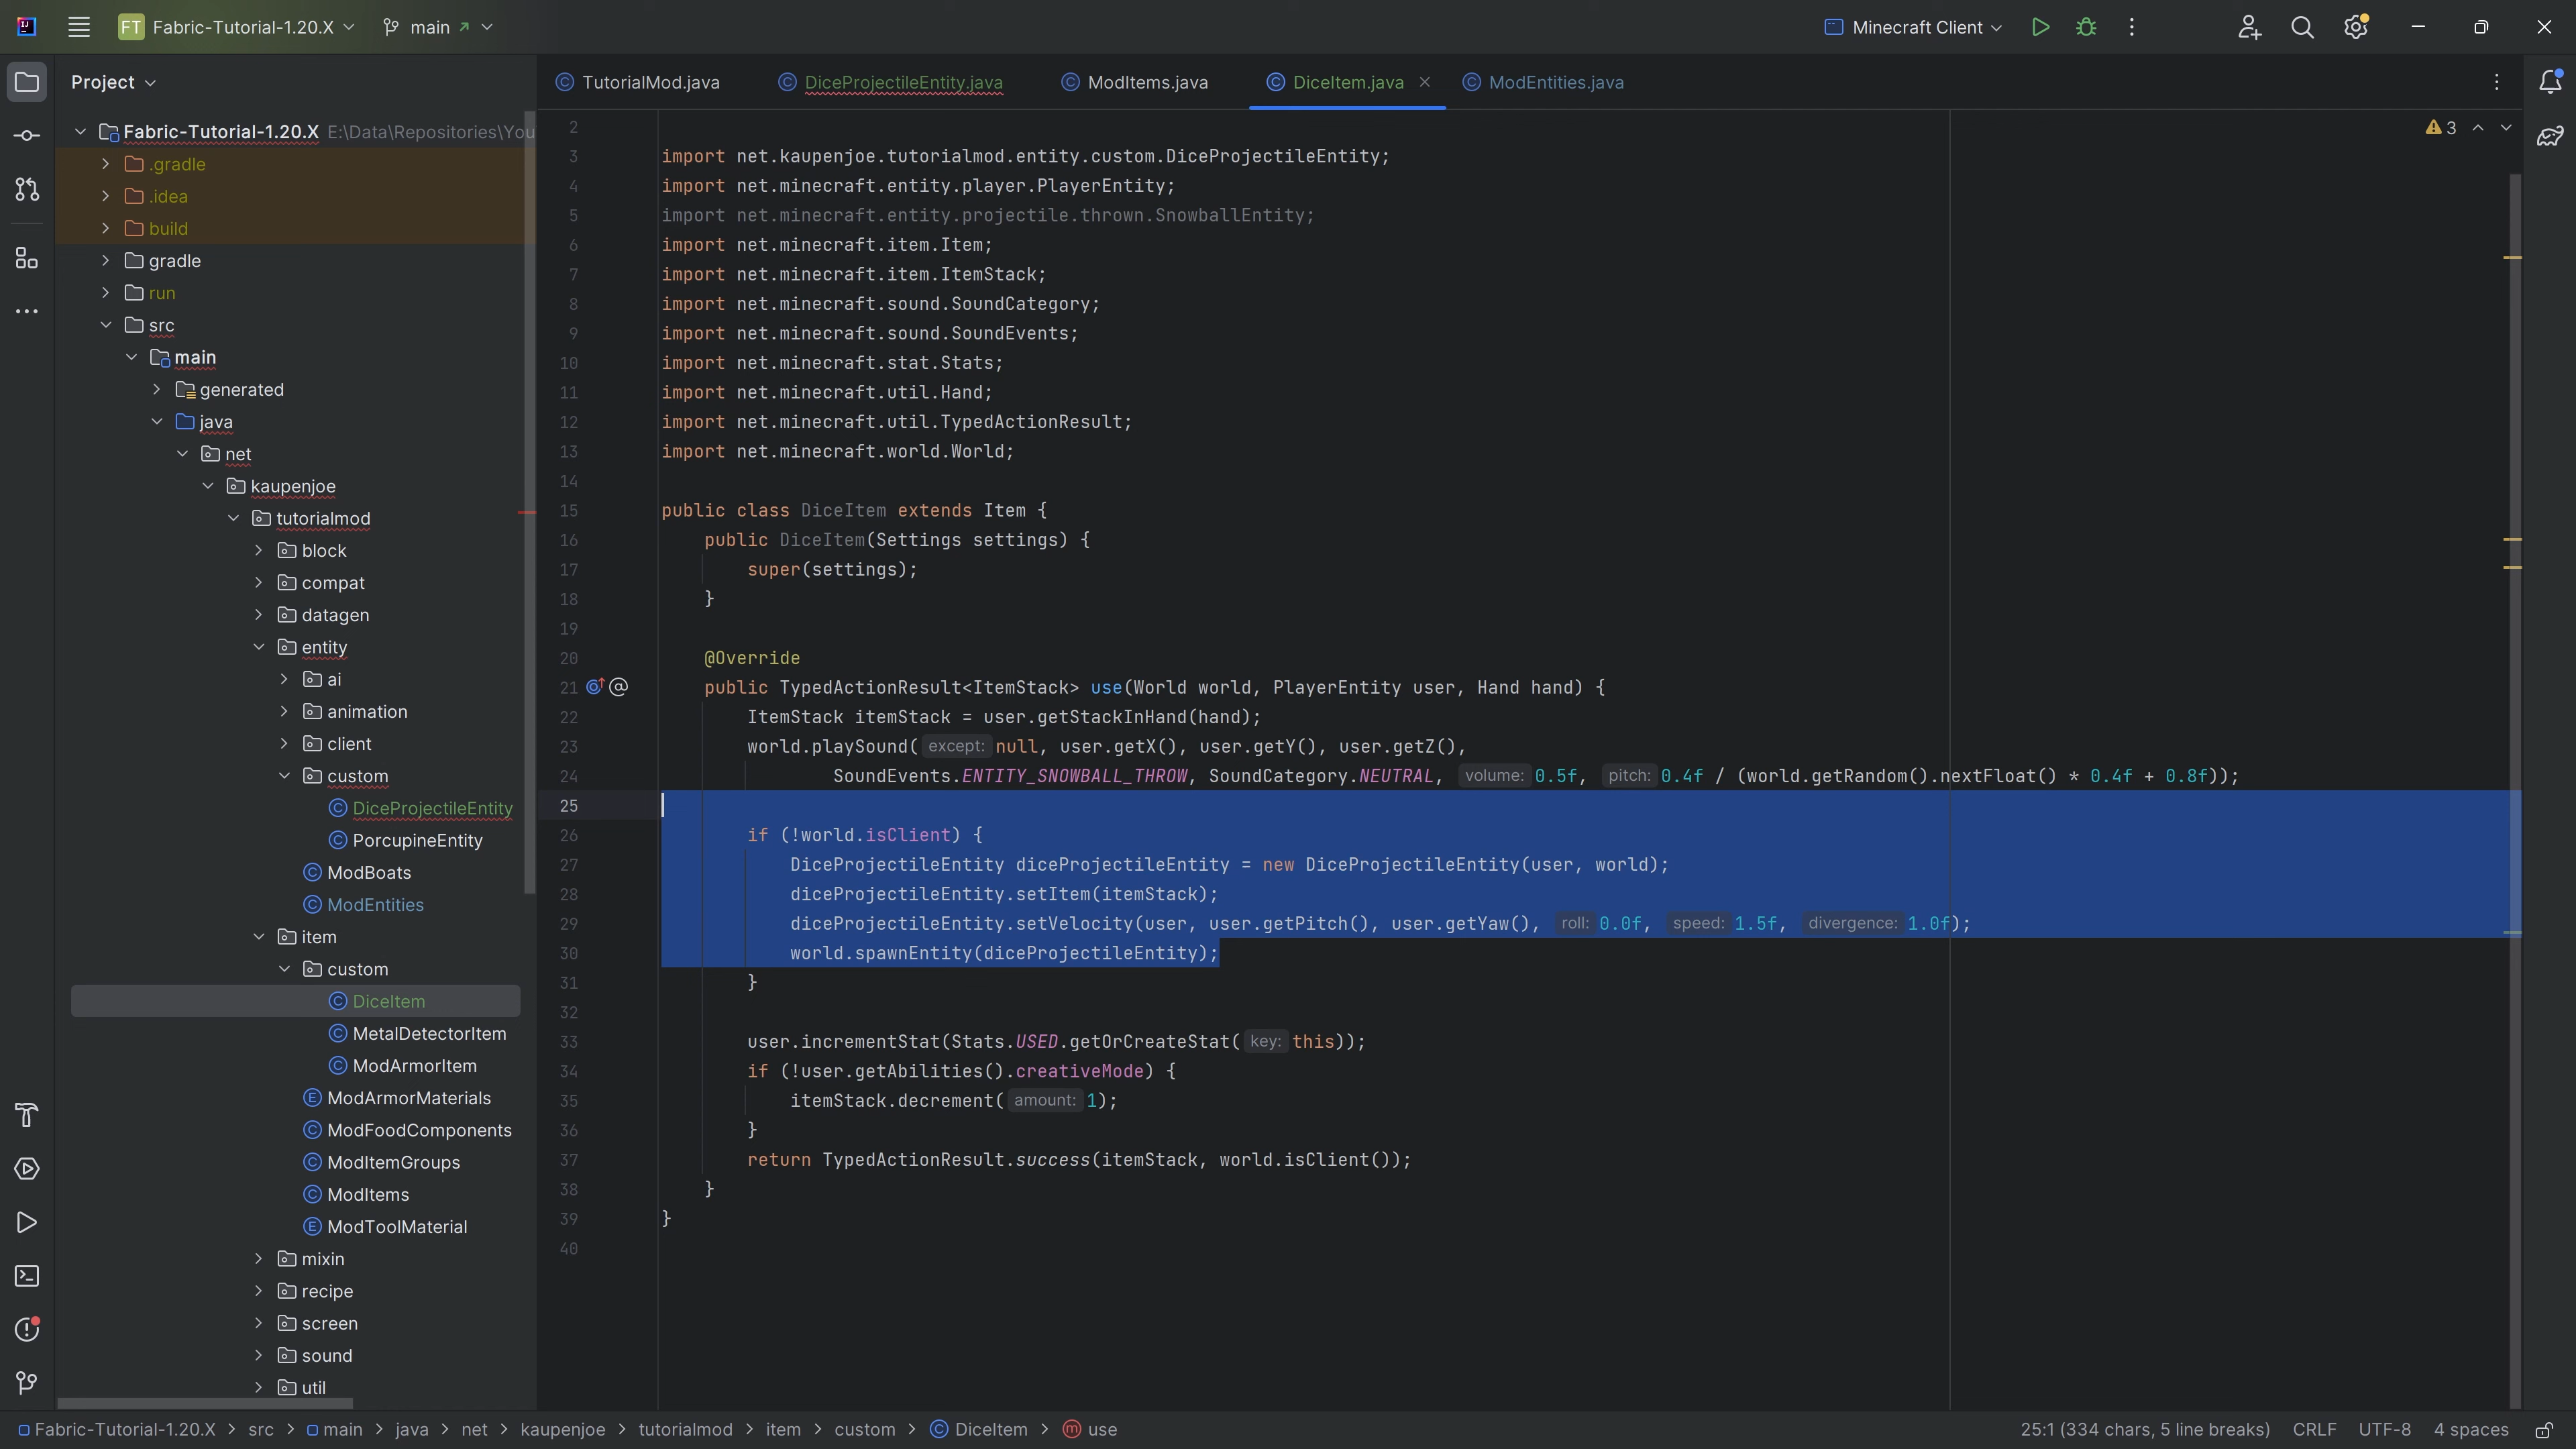 FT Fabric-Tutorial-1.20.X main Minecraft Client
Project
TutorialMod.java DiceProjectileEntity.java ModItems.java DiceItem.java ModEntities.java
Fabric-Tutorial-1.20.X E:\Data\Repositories\You
.gradle
.idea
build
gradle
run
src
main
generated
java
net
kaupenjoe
tutorialmod
block
compat
datagen
entity
ai
animation
client
custom
DiceProjectileEntity
PorcupineEntity
ModBoats
ModEntities
item
custom
DiceItem
MetalDetectorItem
ModArmorItem
ModArmorMaterials
ModFoodComponents
ModItemGroups
ModItems
ModToolMaterial
mixin
recipe
screen
sound
util
3
2
3 import net.kaupenjoe.tutorialmod.entity.custom.DiceProjectileEntity;
4 import net.minecraft.entity.player.PlayerEntity;
5 import net.minecraft.entity.projectile.thrown.SnowballEntity;
6 import net.minecraft.item.Item;
7 import net.minecraft.item.ItemStack;
8 import net.minecraft.sound.SoundCategory;
9 import net.minecraft.sound.SoundEvents;
10 import net.minecraft.stat.Stats;
11 import net.minecraft.util.Hand;
12 import net.minecraft.util.TypedActionResult;
13 import net.minecraft.world.World;
14
15 public class DiceItem extends Item {
16 public DiceItem(Settings settings) {
17 super(settings);
18 }
19
20 @Override
21 @ public TypedActionResult<ItemStack> use(World world, PlayerEntity user, Hand hand) {
22 ItemStack itemStack = user.getStackInHand(hand);
23 world.playSound( except: null, user.getX(), user.getY(), user.getZ(),
24 SoundEvents.ENTITY_SNOWBALL_THROW, SoundCategory.NEUTRAL, volume: 0.5f, pitch: 0.4f / (world.getRandom().nextFloat() * 0.4f + 0.8f));
25
26 if (!world.isClient) {
27 DiceProjectileEntity diceProjectileEntity = new DiceProjectileEntity(user, world);
28 diceProjectileEntity.setItem(itemStack);
29 diceProjectileEntity.setVelocity(user, user.getPitch(), user.getYaw(), roll: 0.0f, speed: 1.5f, divergence: 1.0f);
30 world.spawnEntity(diceProjectileEntity);
31 }
32
33 user.incrementStat(Stats.USED.getOrCreateStat( key: this));
34 if (!user.getAbilities().creativeMode) {
35 itemStack.decrement( amount: 1);
36 }
37 return TypedActionResult.success(itemStack, world.isClient());
38 }
39 }
40
Fabric-Tutorial-1.20.X > src > main > java > net > kaupenjoe > tutorialmod > item > custom > DiceItem > use 25:1 (334 chars, 5 line breaks) CRLF UTF-8 4 spaces